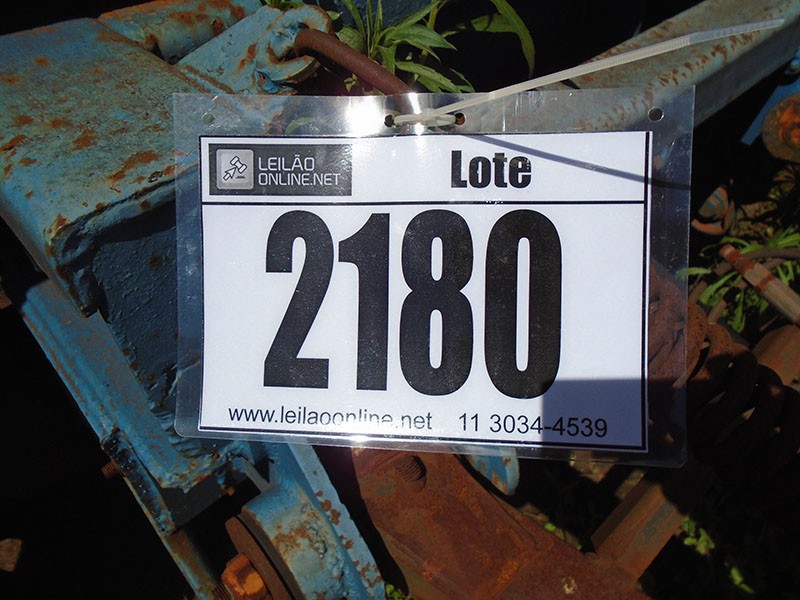 LEILÃO
ONLINE.NET
Lote
2180
www.leilaoonline.net 11 3034-4539